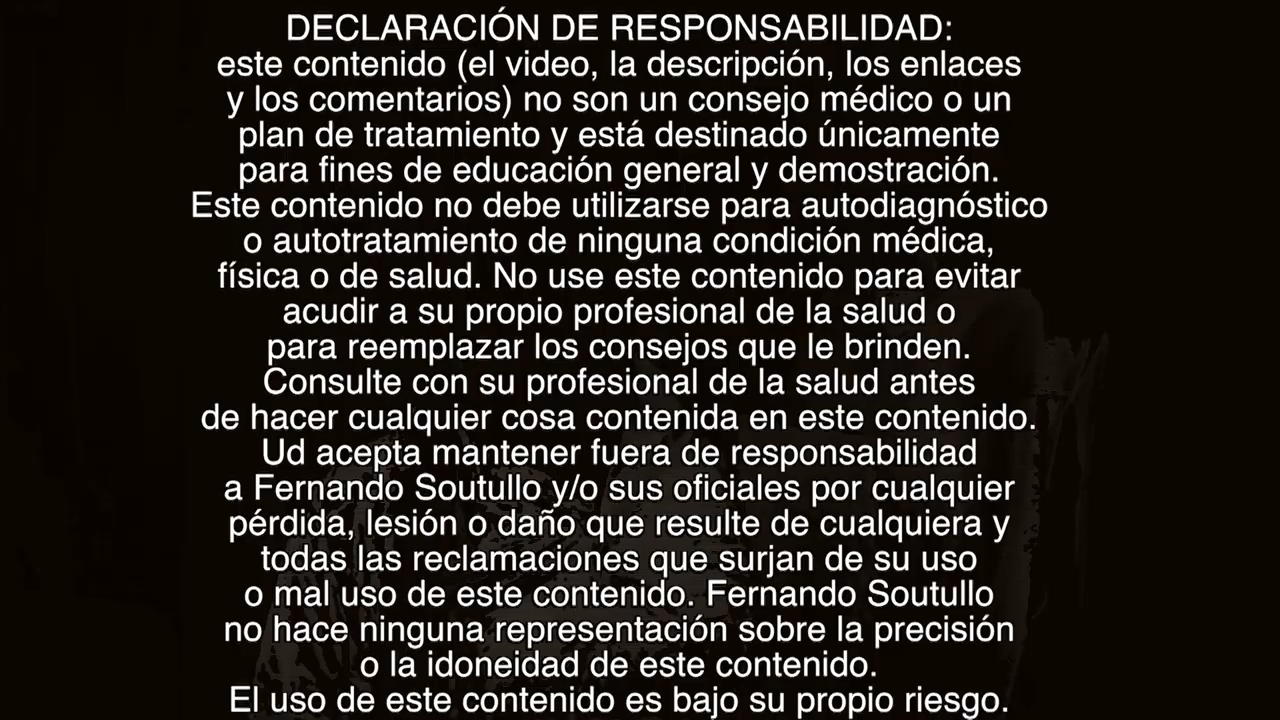 DECLARACIÓN DE RESPONSABILIDAD:
este contenido (el video, la descripción, los enlaces
y los comentarios) no son un consejo médico o un
plan de tratamiento y está destinado únicamente
para fines de educación general y demostración.
Este contenido no debe utilizarse para autodiagnóstico
o autotratamiento de ninguna condición médica,
física o de salud. No use este contenido para evitar
acudir a su propio profesional de la salud o
para reemplazar los consejos que le brinden.
Consulte con su profesional de la salud antes
de hacer cualquier cosa contenida en este contenido.
Ud acepta mantener fuera de responsabilidad
a Fernando Soutullo y/o sus oficiales por cualquier
pérdida, lesión o daño que resulte de cualquiera y
todas las reclamaciones que surjan de su uso
o mal uso de este contenido. Fernando Soutullo
no hace ninguna representación sobre la precisión
o la idoneidad de este contenido.
El uso de este contenido es bajo su propio riesgo.